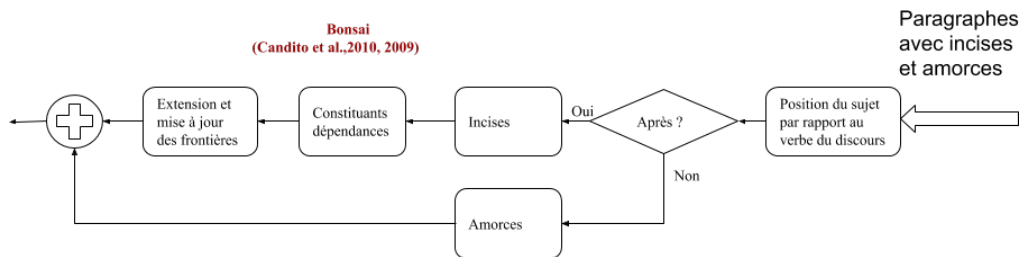 Bonsai
(Candito et al.,2010, 2009)
Paragraphes
avec incises
et amorces
Extension et
mise à jour
des frontières
Constituants
dépendances
Incises
Oui
Après ?
Position du sujet
par rapport au
verbe du discours
Non
Amorces